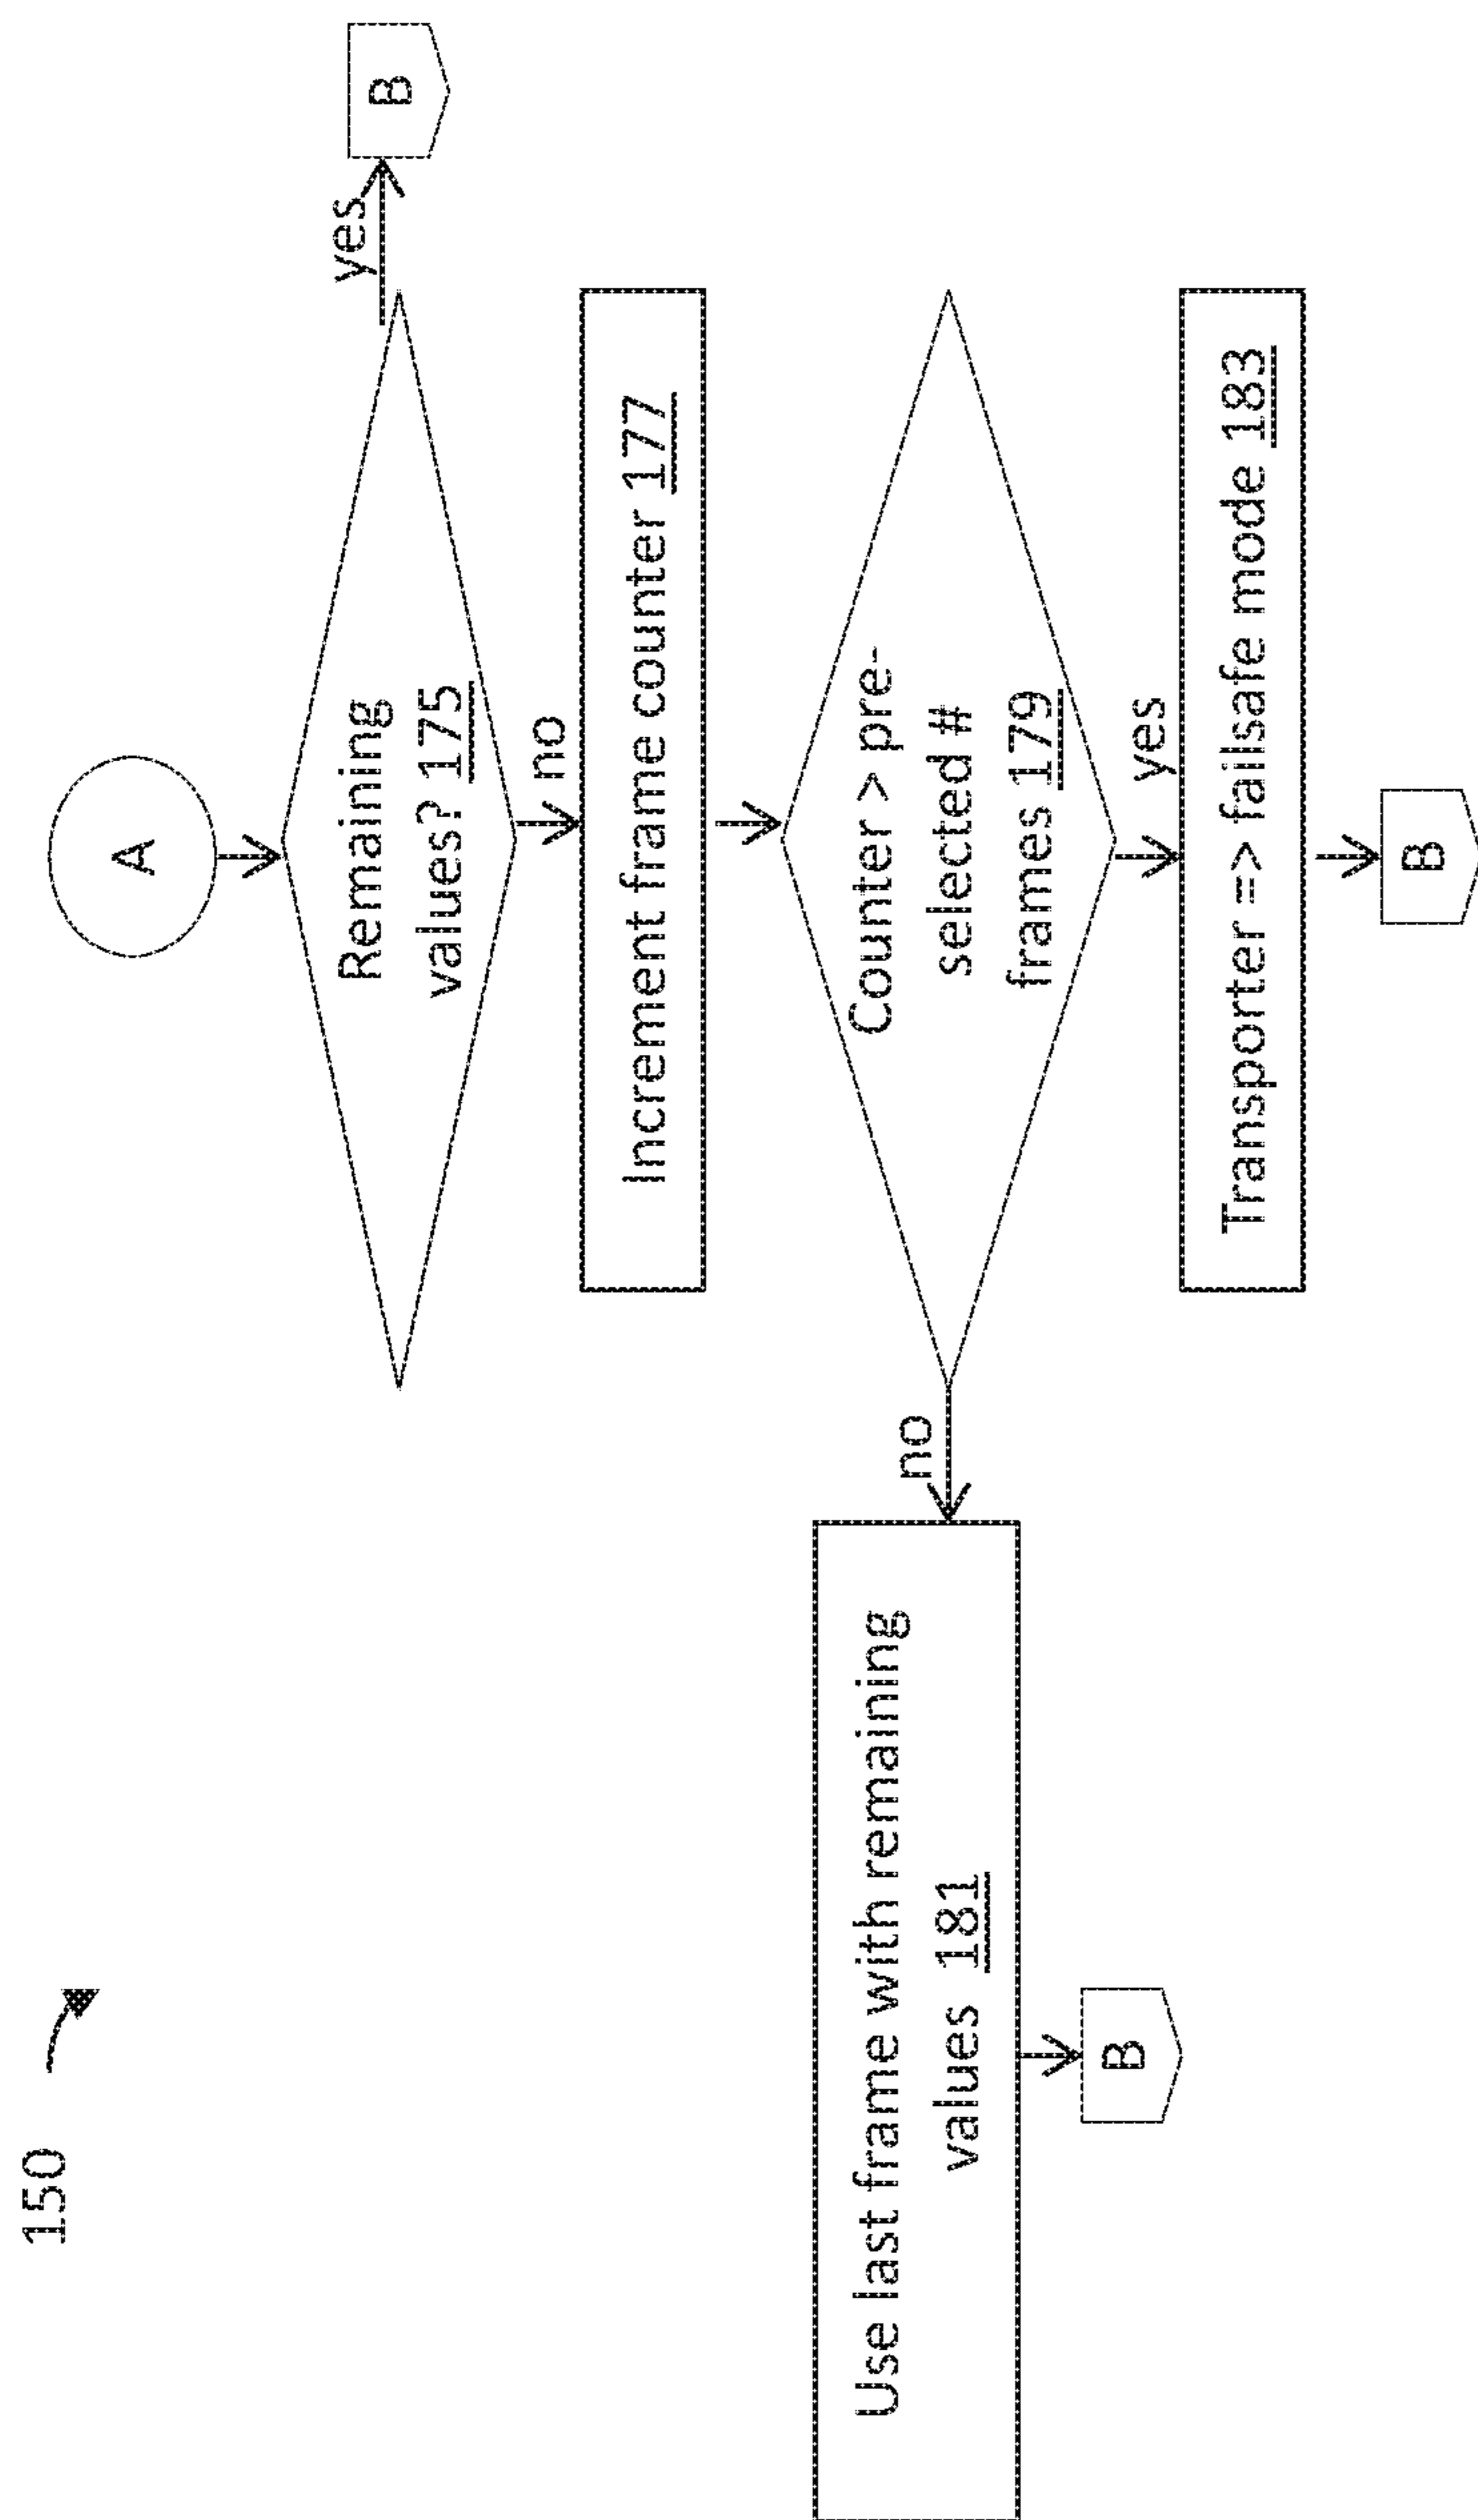 150
A
Remaining
values? 175
yes
B
no
Increment frame counter 177
Counter > pre-
selected #
frames 179
no
Use last frame with remaining
values 181
B
yes
Transporter => failsafe mode 183
B